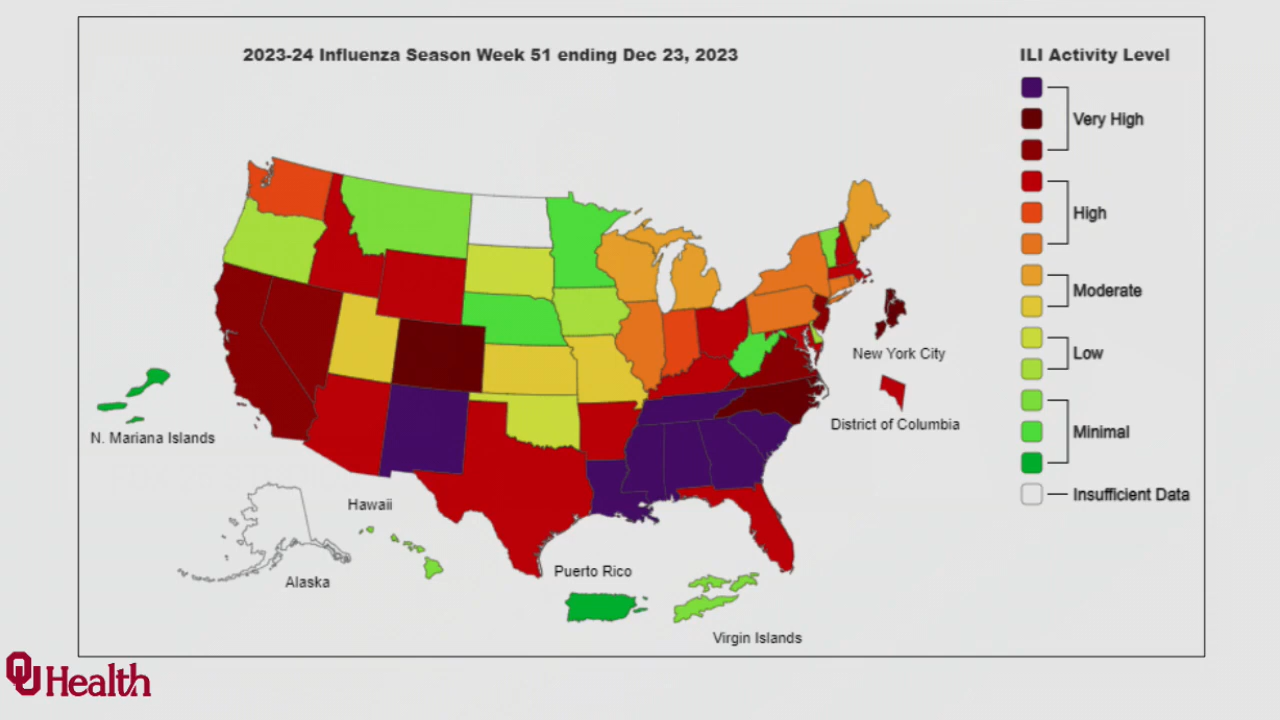 2023-24 Influenza Season Week 51 ending Dec 23, 2023
ILI Activity Level
Very High
High
Moderate
Low
Minimal
Insufficient Data
New York City
District of Columbia
N. Mariana Islands
Hawaii
Alaska
Puerto Rico
Virgin Islands
OU Health